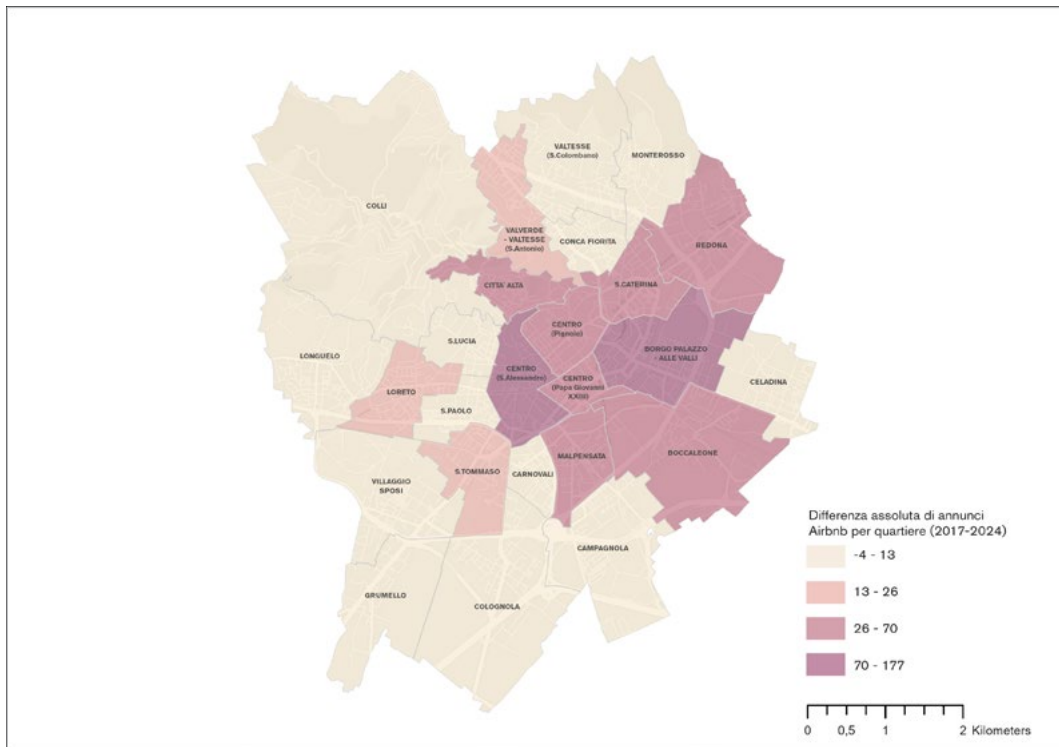 VALTESSE
(S.Colombano)
MONTEROSSO
COLLI
VALVERDE
- VALTESSE
(S.Antonio)
CONCA FIORITA
REDONA
CITTA' ALTA
S.CATERINA
CENTRO
(Pignolo)
S.LUCIA
LONGUELO
BORGO PALAZZO
- ALLE VALLI
CENTRO
(S.Alessandro)
CENTRO
(Papa Giovanni
XXIII)
CELADINA
LORETO
S.PAOLO
MALPENSATA
BOCCALEONE
S.TOMMASO
CARNOVALI
VILLAGGIO
SPOSI
CAMPAGNOLA
GRUMELLO
COLOGNOLA
Differenza assoluta di annunci
Airbnb per quartiere (2017-2024)
-4 - 13
13 - 26
26 - 70
70 - 177
0 0,5 1 2 Kilometers